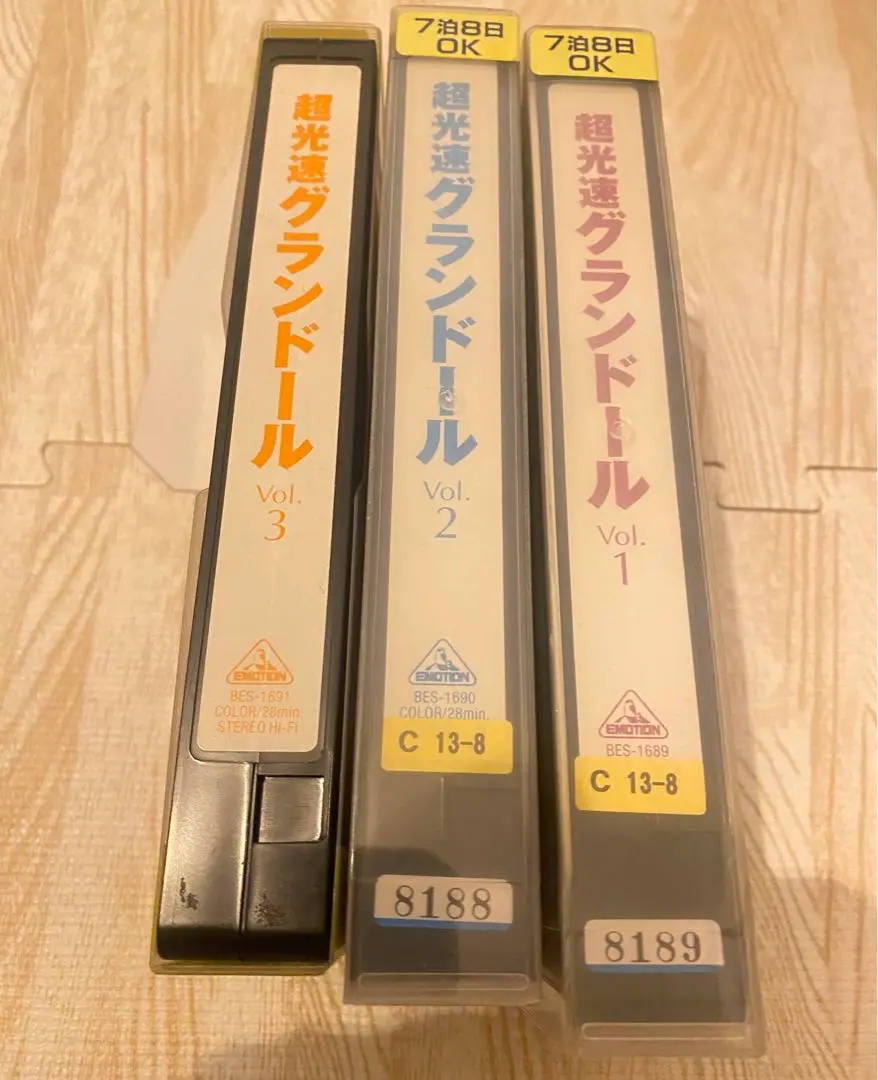 超光速グランドール
Vol.
3
EMOTION
BES-1691
COLOR/28min.
STEREO Hi-Fi
7泊8日
OK
超光速グランドール
Vol.
2
EMOTION
BES-1690
COLOR/28min.
C 13-8
8188
7泊8日
OK
超光速グランドール
Vol.
1
EMOTION
BES-1689
C 13-8
8189